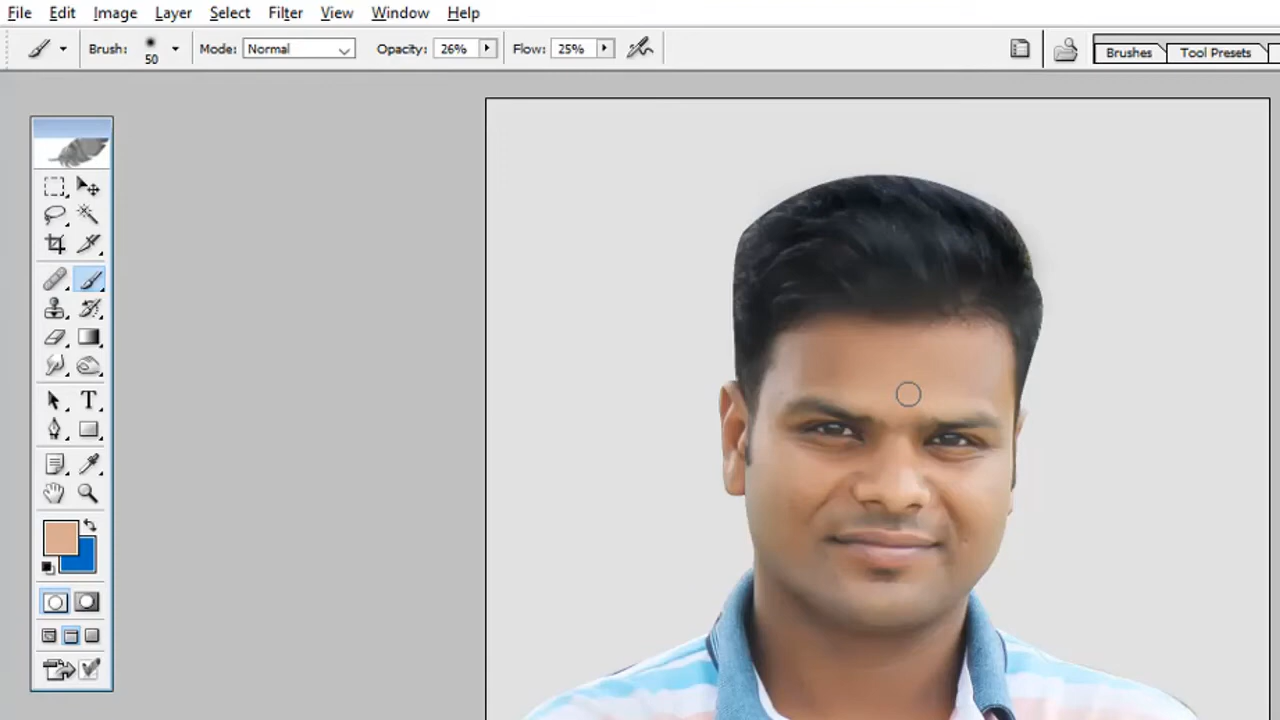 File Edit Image Layer Select Filter View Window Help
Brush: 50 Mode: Normal Opacity: 26% Flow: 25% Brushes Tool Presets
T